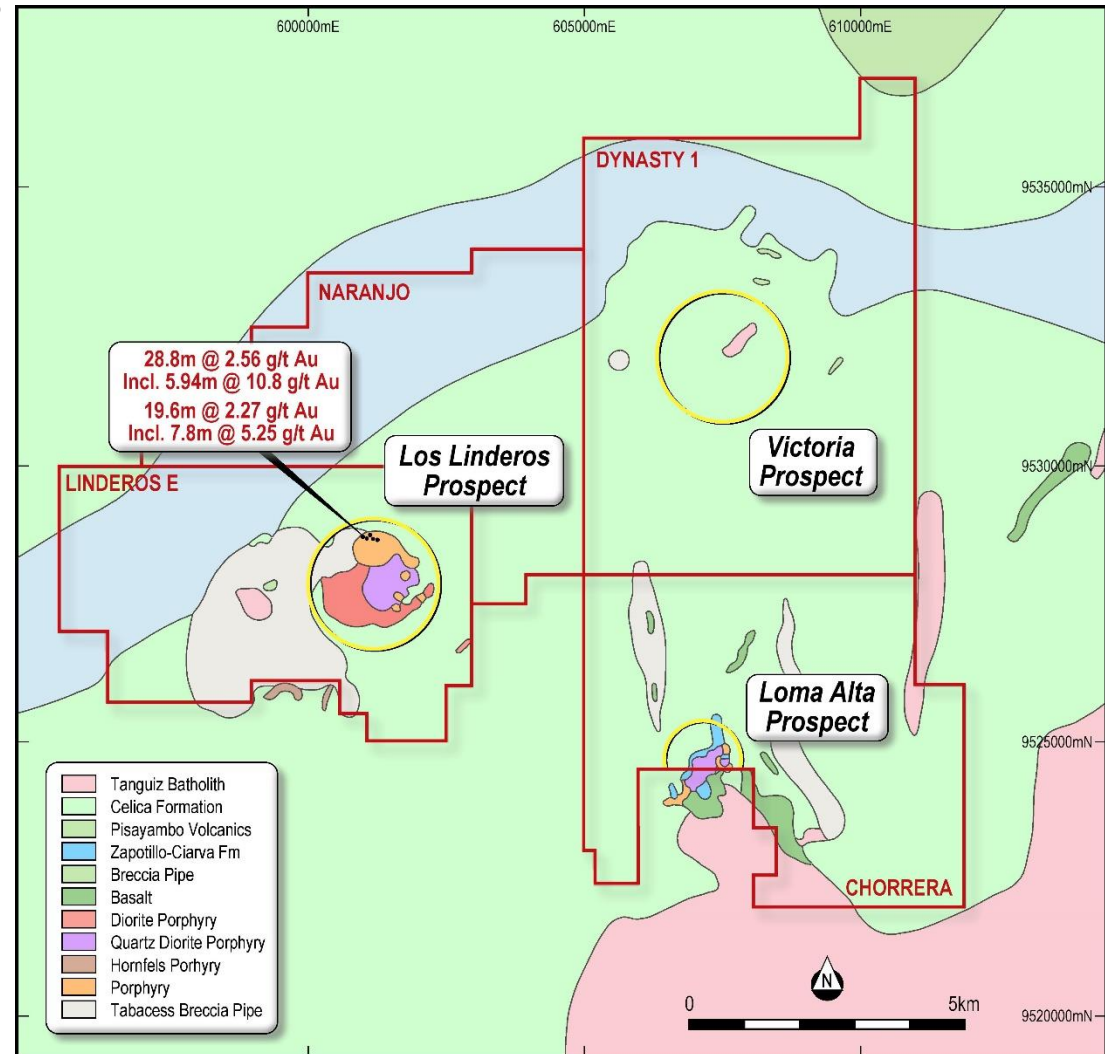 600000mE
605000mE
610000mE
DYNASTY 1
9535000mN
NARANJO
28.8m @ 2.56 g/t Au
Incl. 5.94m @ 10.8 g/t Au
19.6m @ 2.27 g/t Au
Incl. 7.8m @ 5.25 g/t Au
Los Linderos
Prospect
Victoria
Prospect
9530000mN
LINDEROS E
Loma Alta
Prospect
9525000mN
Tanguiz Batholith
Celica Formation
Pisayambo Volcanics
Zapotillo-Ciarva Fm
Breccia Pipe
Basalt
Diorite Porphyry
Quartz Diorite Porphyry
Hornfels Porhyry
Porphyry
Tabacess Breccia Pipe
CHORRERA
N
0
5km
9520000mN